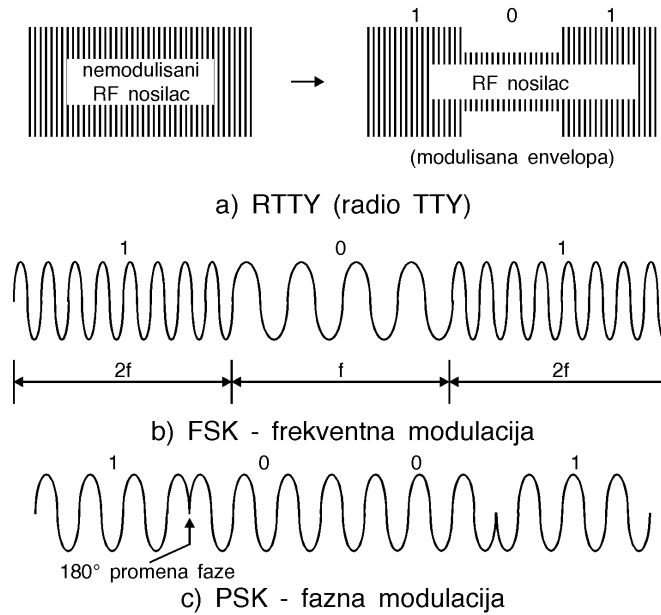 1 0 1
nemodulisani
RF nosilac
RF nosilac
(modulisana envelopa)
a) RTTY (radio TTY)
1 0 1
2f f 2f
b) FSK - frekventna modulacija
1 0 0 1
180° promena faze
c) PSK - fazna modulacija